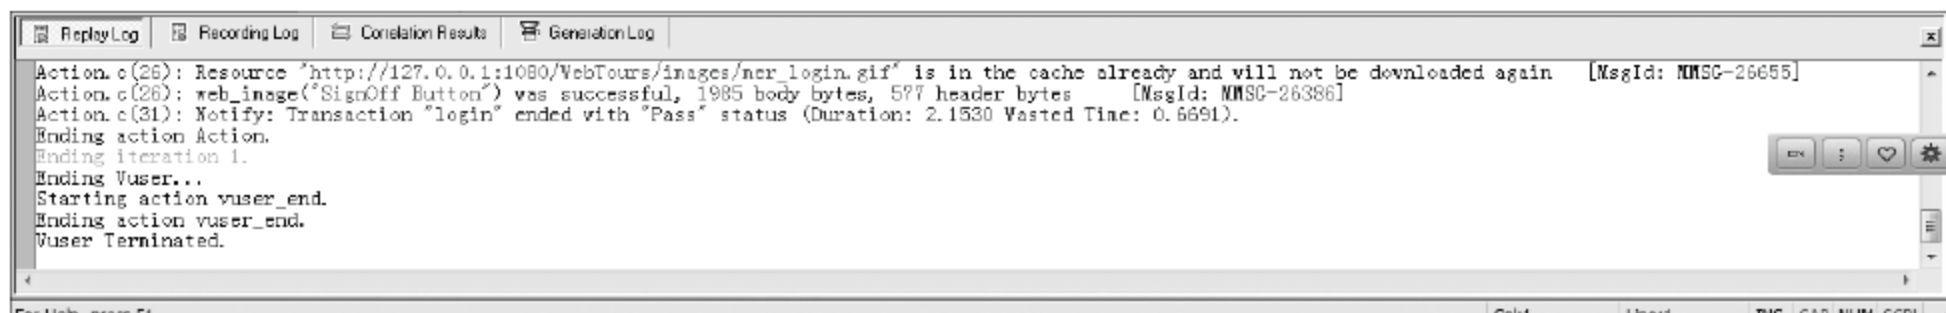 Replay Log Recording Log Correlation Results Generation Log
Action.c(26): Resource "http://127.0.0.1:1080/WebTours/images/mer_login.gif" is in the cache already and will not be downloaded again [MsgId: MMSG-26655]
Action.c(26): web_image("SignOff Button") was successful, 1985 body bytes, 577 header bytes [MsgId: MMSG-26386]
Action.c(31): Notify: Transaction "login" ended with "Pass" status (Duration: 2.1530 Wasted Time: 0.6691).
Ending action Action.
Ending iteration 1.
Ending Vuser...
Starting action vuser_end.
Ending action vuser_end.
Vuser Terminated.